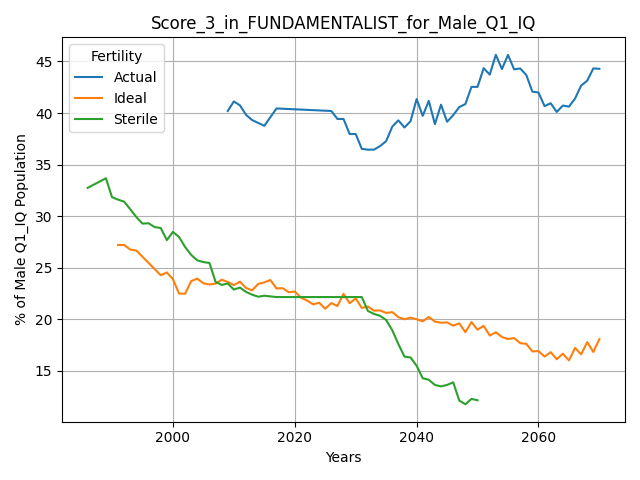 Score_3_in_FUNDAMENTALIST_for_Male_Q1_IQ
% of Male Q1_IQ Population
45
40
35
30
25
20
15
Fertility
Actual
Ideal
Sterile
2000 2020 2040 2060
Years